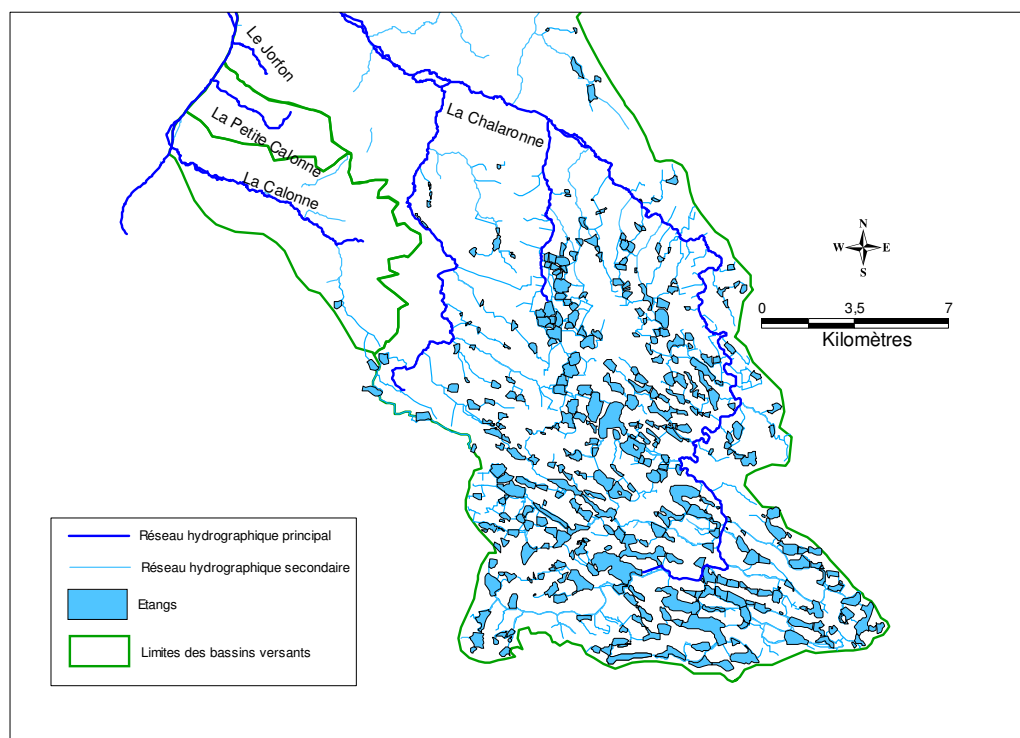 Le Jorfon
La Petite Calonne
La Calonne
La Chalaronne
N
W E
S
0 3,5 7
Kilomètres
Réseau hydrographique principal
Réseau hydrographique secondaire
Etangs
Limites des bassins versants